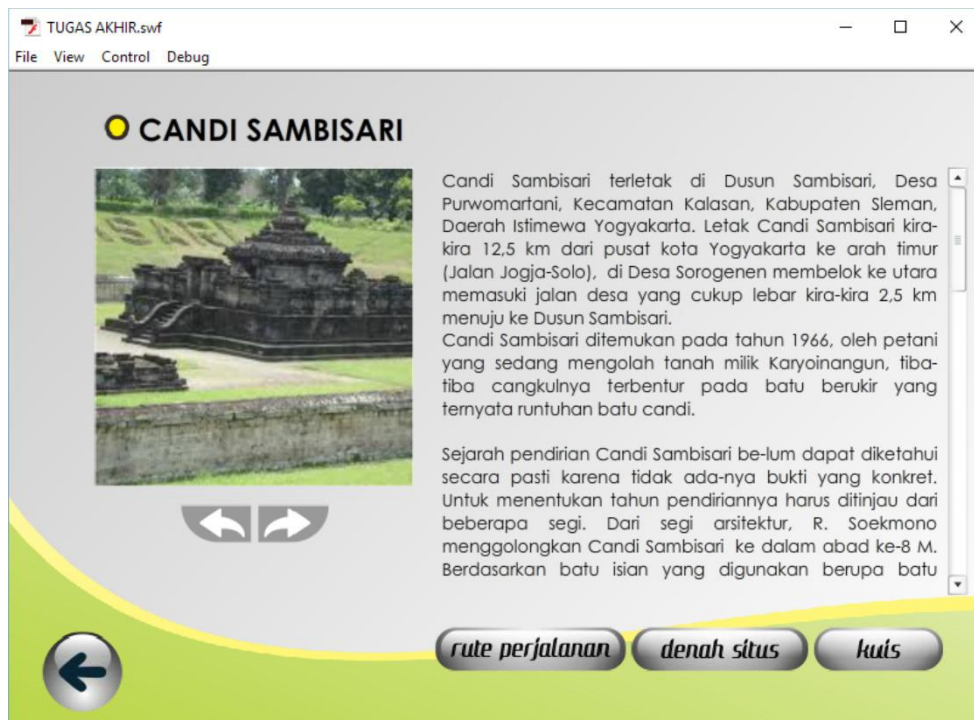 TUGAS AKHIR.swf
File View Control Debug
CANDI SAMBISARI
Candi Sambisari terletak di Dusun Sambisari, Desa
Purwomartani, Kecamatan Kalasan, Kabupaten Sleman,
Daerah Istimewa Yogyakarta. Letak Candi Sambisari kira-
kira 12,5 km dari pusat kota Yogyakarta ke arah timur
(Jalan Jogja-Solo), di Desa Sorogenen membelok ke utara
memasuki jalan desa yang cukup lebar kira-kira 2,5 km
menuju ke Dusun Sambisari.
Candi Sambisari ditemukan pada tahun 1966, oleh petani
yang sedang mengolah tanah milik Karyoinangun, tiba-
tiba cangkulnya terbentur pada batu berukir yang
ternyata runtuhan batu candi.
Sejarah pendirian Candi Sambisari be-lum dapat diketahui
secara pasti karena tidak ada-nya bukti yang konkret.
Untuk menentukan tahun pendiriannya harus ditinjau dari
beberapa segi. Dari segi arsitektur, R. Soekmono
menggolongkan Candi Sambisari ke dalam abad ke-8 M.
Berdasarkan batu isian yang digunakan berupa batu
rute perjalanan denah situs kuis